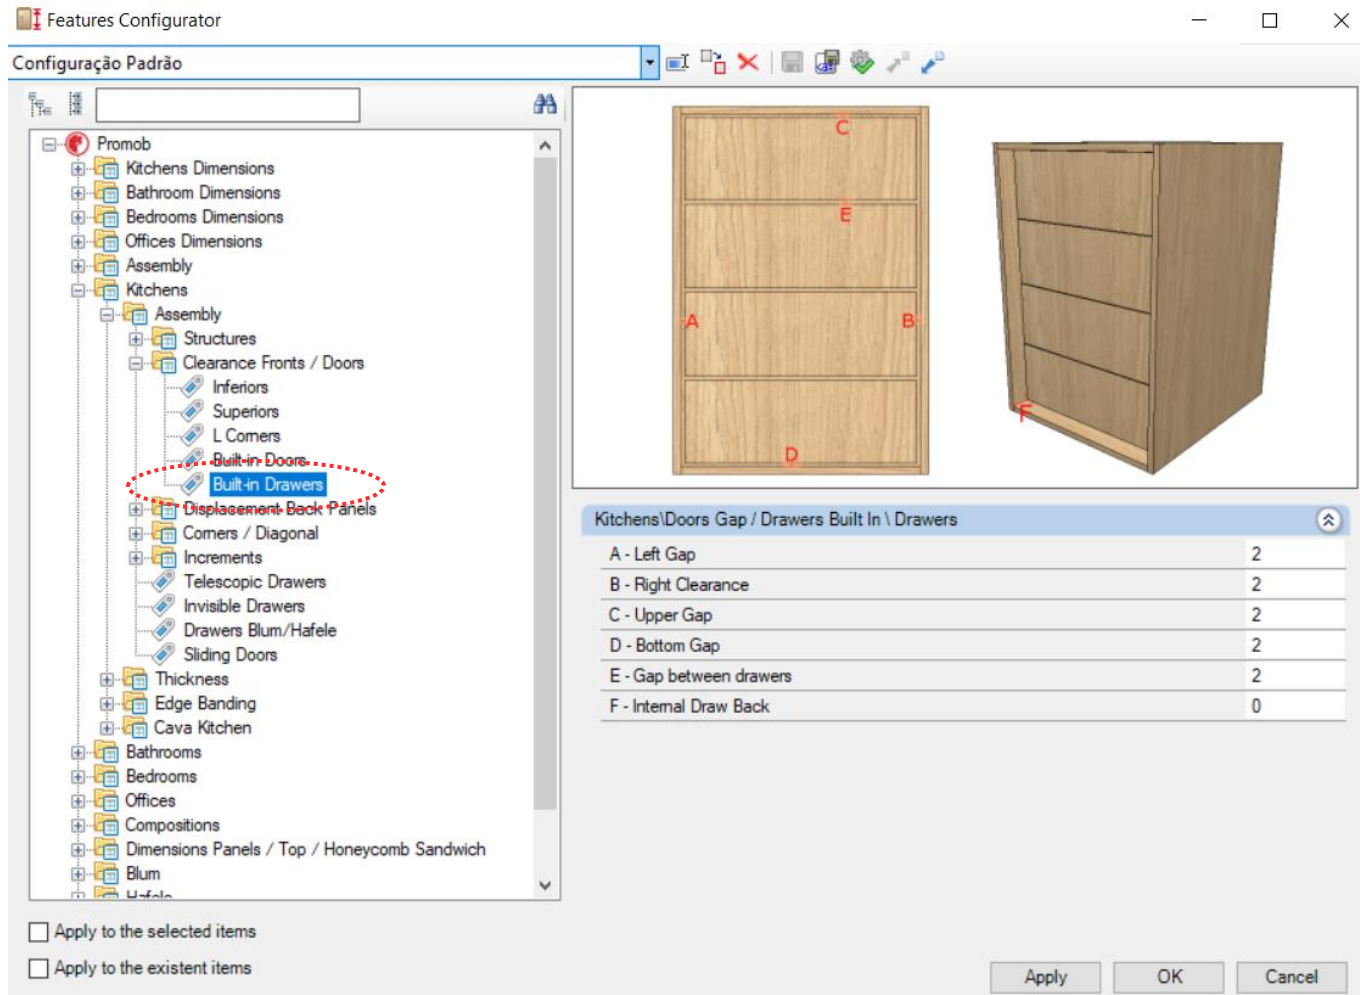 Features Configurator
Configuração Padrão
Promob
Kitchens Dimensions
Bathroom Dimensions
Bedrooms Dimensions
Offices Dimensions
Assembly
Kitchens
Assembly
Structures
Clearance Fronts / Doors
Inferiors
Superiors
L Corners
Built-in Doors
Built-in Drawers
Displacement Back Panels
Corners / Diagonal
Increments
Telescopic Drawers
Invisible Drawers
Drawers Blum/Hafele
Sliding Doors
Thickness
Edge Banding
Cava Kitchen
Bathrooms
Bedrooms
Offices
Compositions
Dimensions Panels / Top / Honeycomb Sandwich
Blum
Hafele
Apply to the selected items
Apply to the existent items
C
E
A
B
D
F
Kitchens\Doors Gap / Drawers Built In \ Drawers
A - Left Gap 2
B - Right Clearance 2
C - Upper Gap 2
D - Bottom Gap 2
E - Gap between drawers 2
F - Internal Draw Back 0
Apply OK Cancel